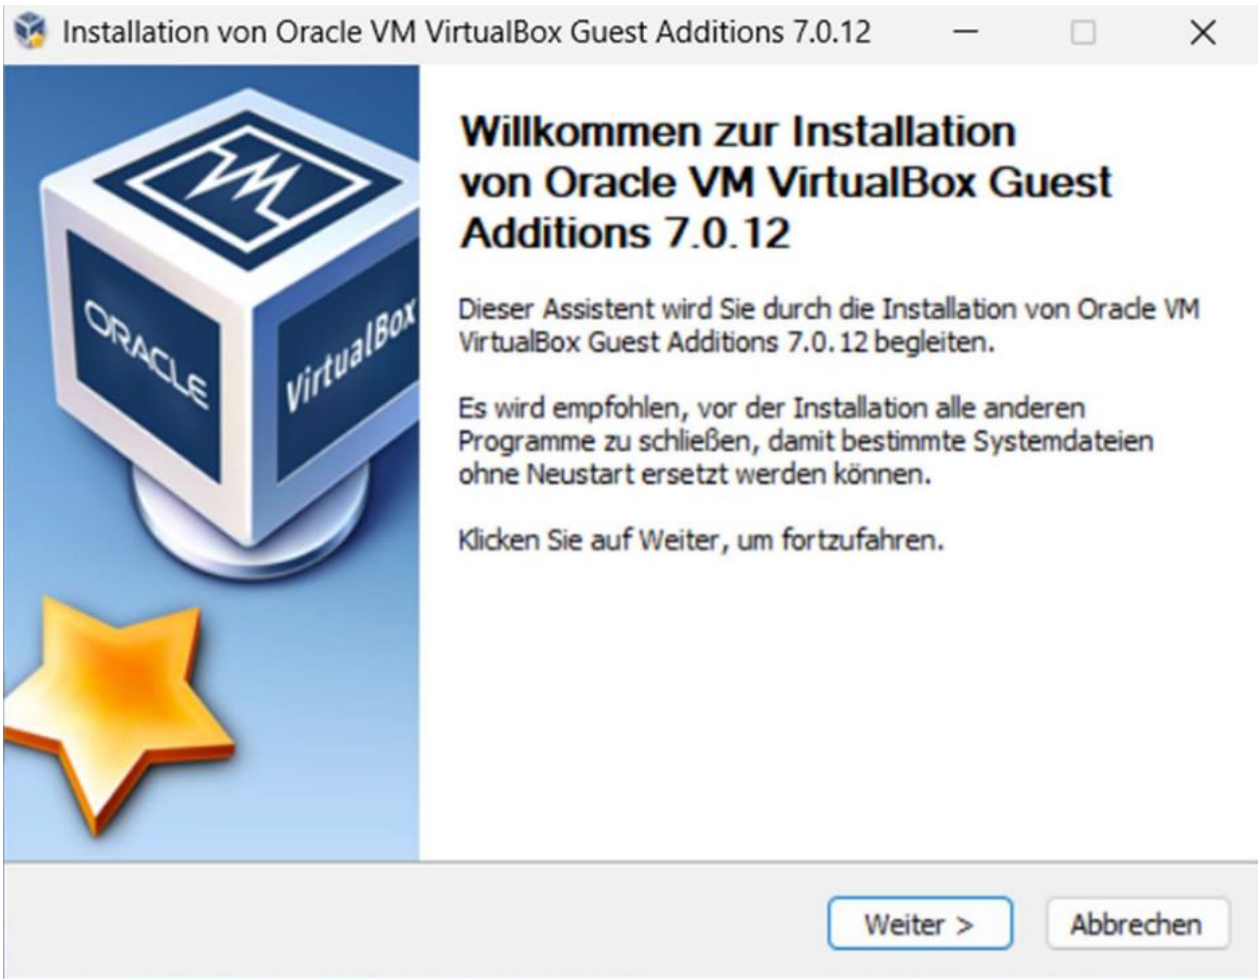 Installation von Oracle VM VirtualBox Guest Additions 7.0.12
ORACLE
VirtualBox
Willkommen zur Installation
von Oracle VM VirtualBox Guest
Additions 7.0.12
Dieser Assistent wird Sie durch die Installation von Oracle VM
VirtualBox Guest Additions 7.0.12 begleiten.
Es wird empfohlen, vor der Installation alle anderen
Programme zu schließen, damit bestimmte Systemdateien
ohne Neustart ersetzt werden können.
Klicken Sie auf Weiter, um fortzufahren.
Weiter >
Abbrechen